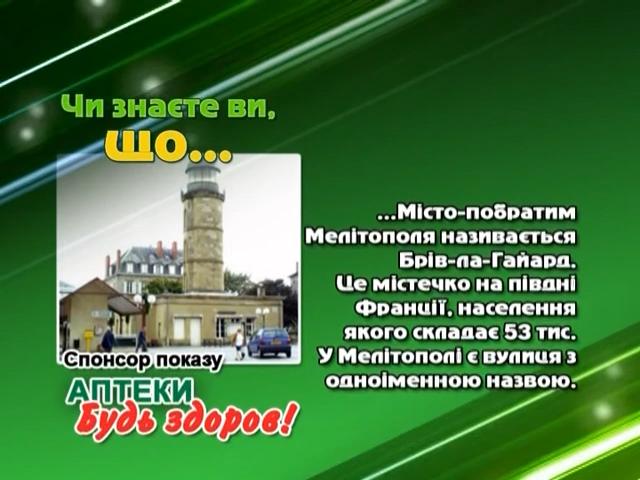 Чи знаєте ви,
що...
...Місто-побратим
Мелітополя називається
Брів-ла-Гайард.
Це містечко на півдні
Франції, населення
якого складає 53 тис.
У Мелітополі є вулиця з
одноіменною назвою.
Спонсор показу
АПТЕКИ
Будь здоров!